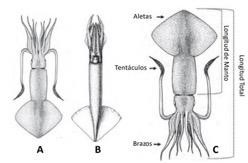 Aletas
Tentáculos
Brazos
Longitud de Manto
Longitud Total
A
B
C